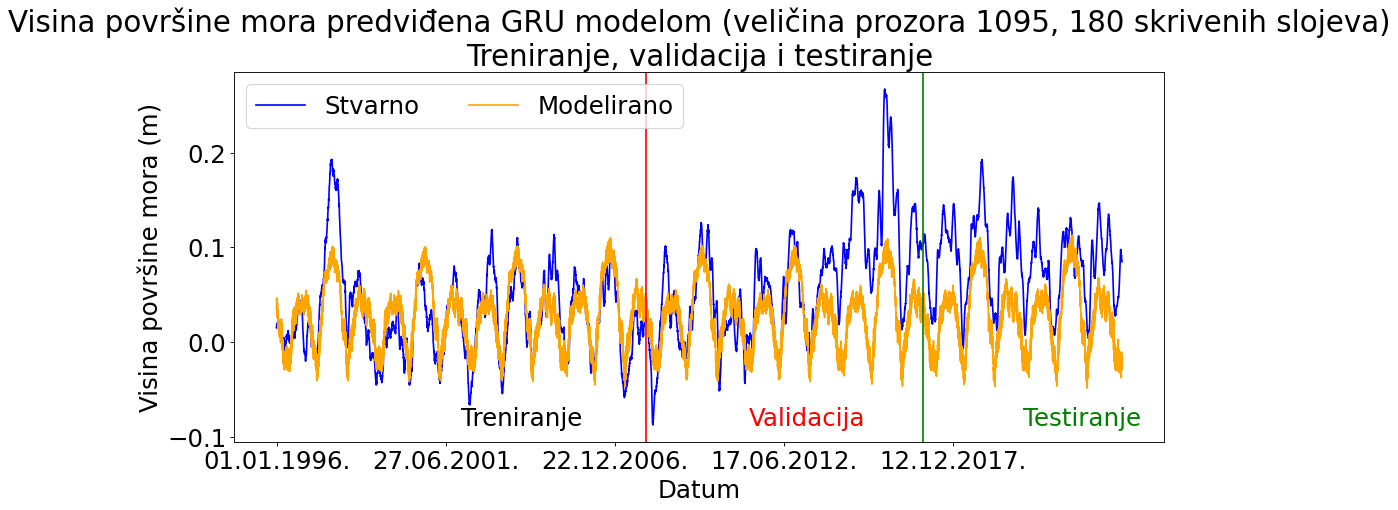 Visina površine mora predviđena GRU modelom (veličina prozora 1095, 180 skrivenih slojeva)
Treniranje, validacija i testiranje
Stvarno
Modelirano
Visina površine mora (m)
0.2
0.1
0.0
−0.1
Treniranje
Validacija
Testiranje
01.01.1996.
27.06.2001.
22.12.2006.
17.06.2012.
12.12.2017.
Datum